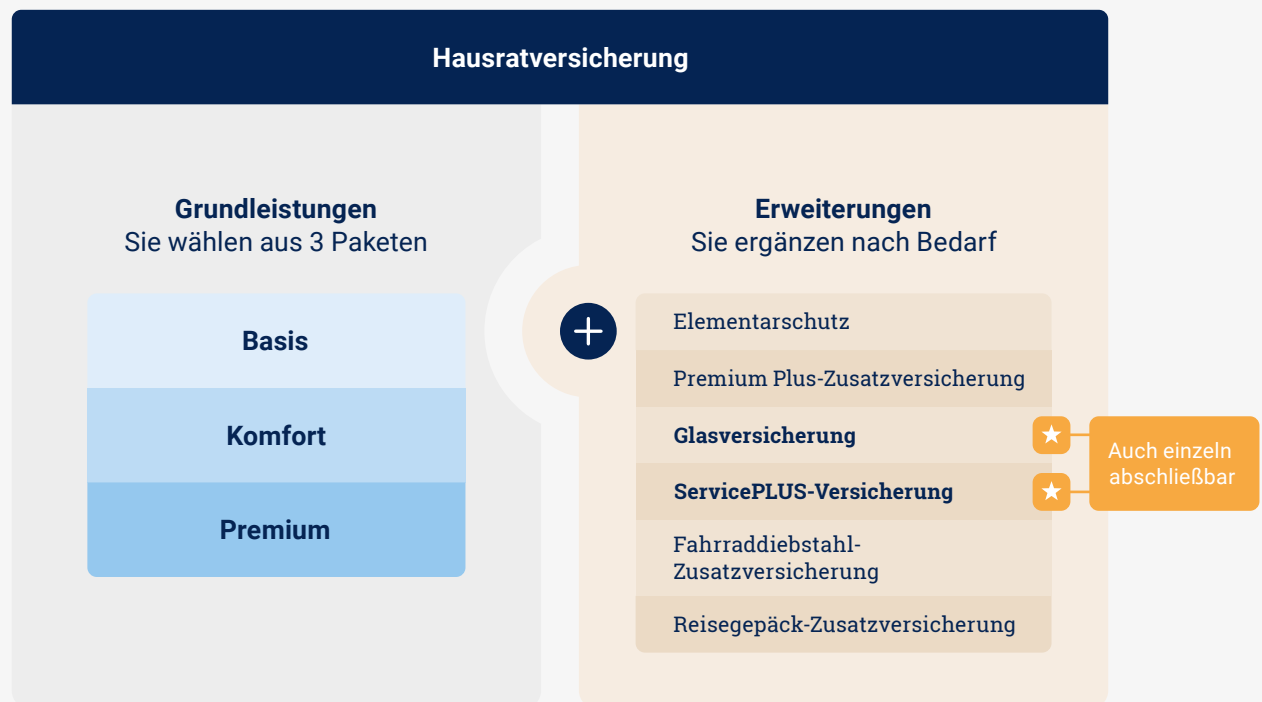 Hausratversicherung
Grundleistungen
Sie wählen aus 3 Paketen
Basis
Komfort
Premium
Erweiterungen
Sie ergänzen nach Bedarf
Elementarschutz
Premium Plus-Zusatzversicherung
Glasversicherung
ServicePLUS-Versicherung
Auch einzeln
abschließbar
Fahrraddiebstahl-
Zusatzversicherung
Reisegepäck-Zusatzversicherung